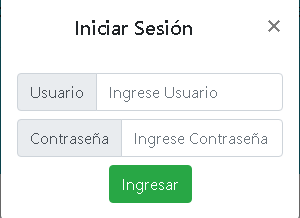 Iniciar Sesión ×
Usuario Ingrese Usuario
Contraseña Ingrese Contraseña
Ingresar